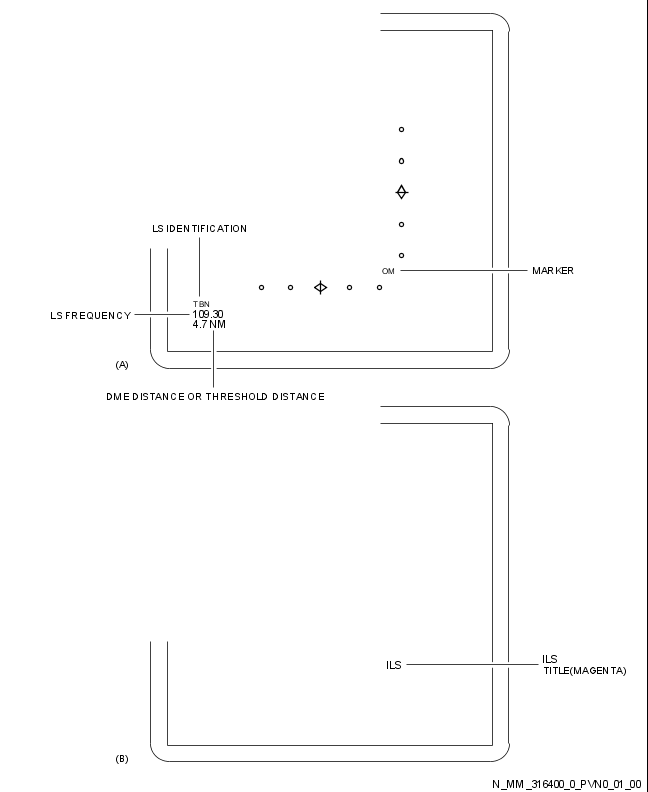 LS IDENTIFICATION
OM
MARKER
TBN
LS FREQUENCY
109.30
4.7 NM
(A)
DME DISTANCE OR THRESHOLD DISTANCE
ILS
ILS
TITLE(MAGENTA)
(B)
N_MM_316400_0_PVN0_01_00